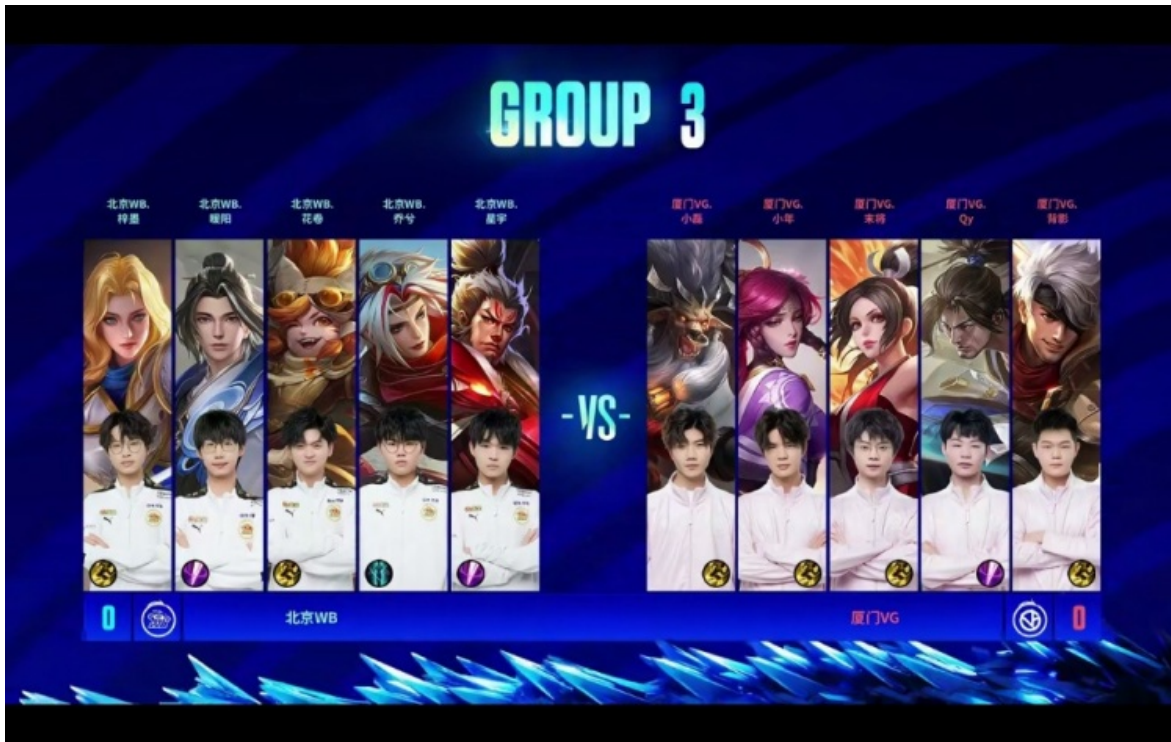 GROUP 3
北京WB.
梓墨
北京WB.
暖阳
北京WB.
花卷
北京WB.
乔兮
北京WB.
星宇
厦门VG.
小磊
厦门VG.
小年
厦门VG.
末将
厦门VG.
Qy
厦门VG.
背影
-VS-
0
北京WB
厦门VG
0